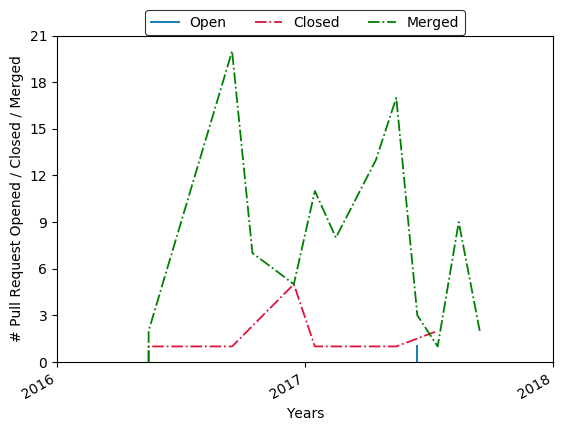 Open Closed Merged
# Pull Request Opened / Closed / Merged
21
18
15
12
9
6
3
0
2016 2017 2018
Years